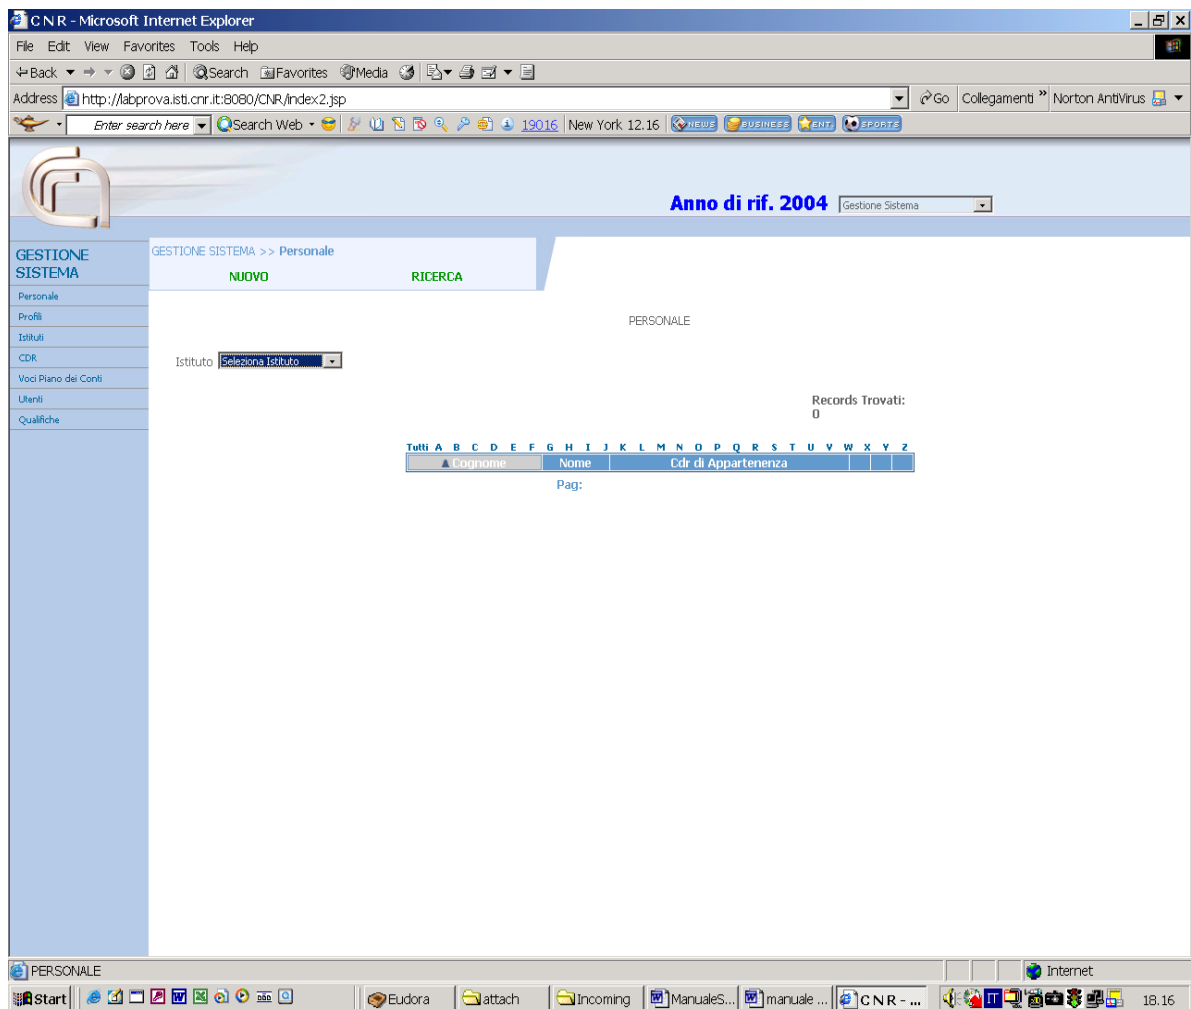 C N R - Microsoft Internet Explorer
File Edit View Favorites Tools Help
Back Search Favorites Media
Address http://labprova.isti.cnr.it:8080/CNR/index2.jsp Go Collegamenti » Norton AntiVirus
Enter search here Search Web 19016 New York 12.16 NEWS BUSINESS ENT. SPORTS
Anno di rif. 2004 Gestione Sistema
GESTIONE SISTEMA >> Personale
NUOVO RICERCA
GESTIONE
SISTEMA
Personale
Profili
Istituti
CDR
Voci Piano dei Conti
Utenti
Qualifiche
PERSONALE
Istituto Seleziona Istituto
Records Trovati:
0
Tutti A B C D E F G H I J K L M N O P Q R S T U V W X Y Z
Cognome Nome Cdr di Appartenenza
Pag:
PERSONALE Internet
Start Eudora attach Incoming ManualeS... manuale ... C N R - ... IT 18.16